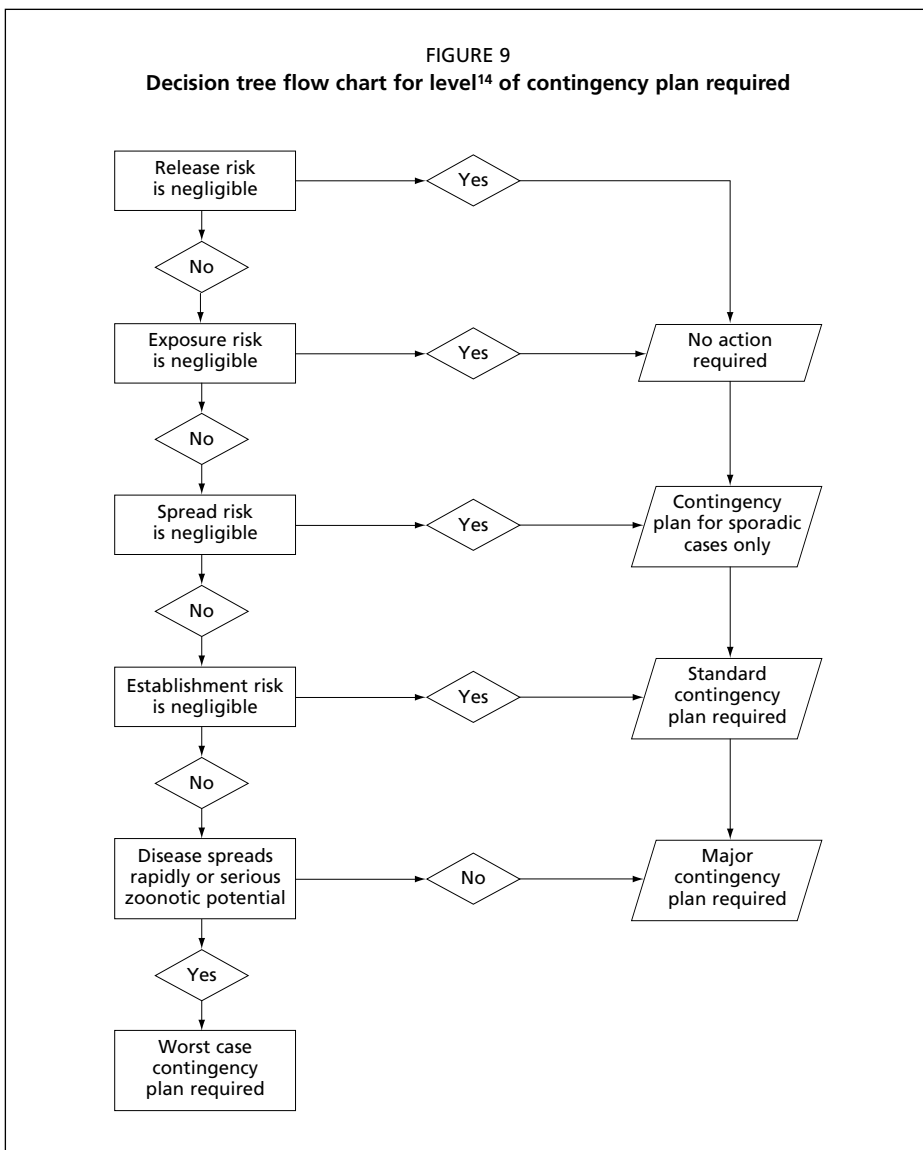 FIGURE 9
Decision tree flow chart for level¹⁴ of contingency plan required
Release risk
is negligible
Yes
No
Exposure risk
is negligible
Yes
No action
required
No
Spread risk
is negligible
Yes
Contingency
plan for sporadic
cases only
No
Establishment risk
is negligible
Yes
Standard
contingency
plan required
No
Disease spreads
rapidly or serious
zoonotic potential
No
Major
contingency
plan required
Yes
Worst case
contingency
plan required